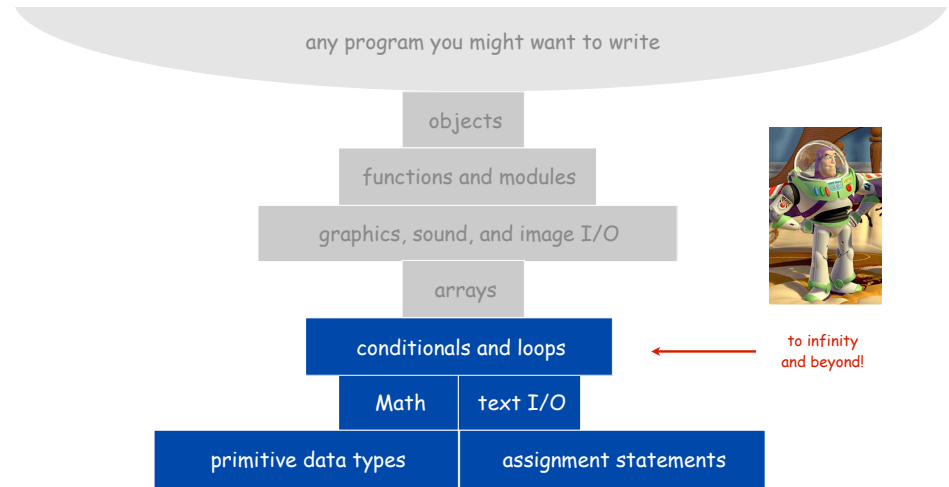 any program you might want to write
objects
functions and modules
graphics, sound, and image I/O
arrays
conditionals and loops
to infinity
and beyond!
Math
text I/O
primitive data types
assignment statements